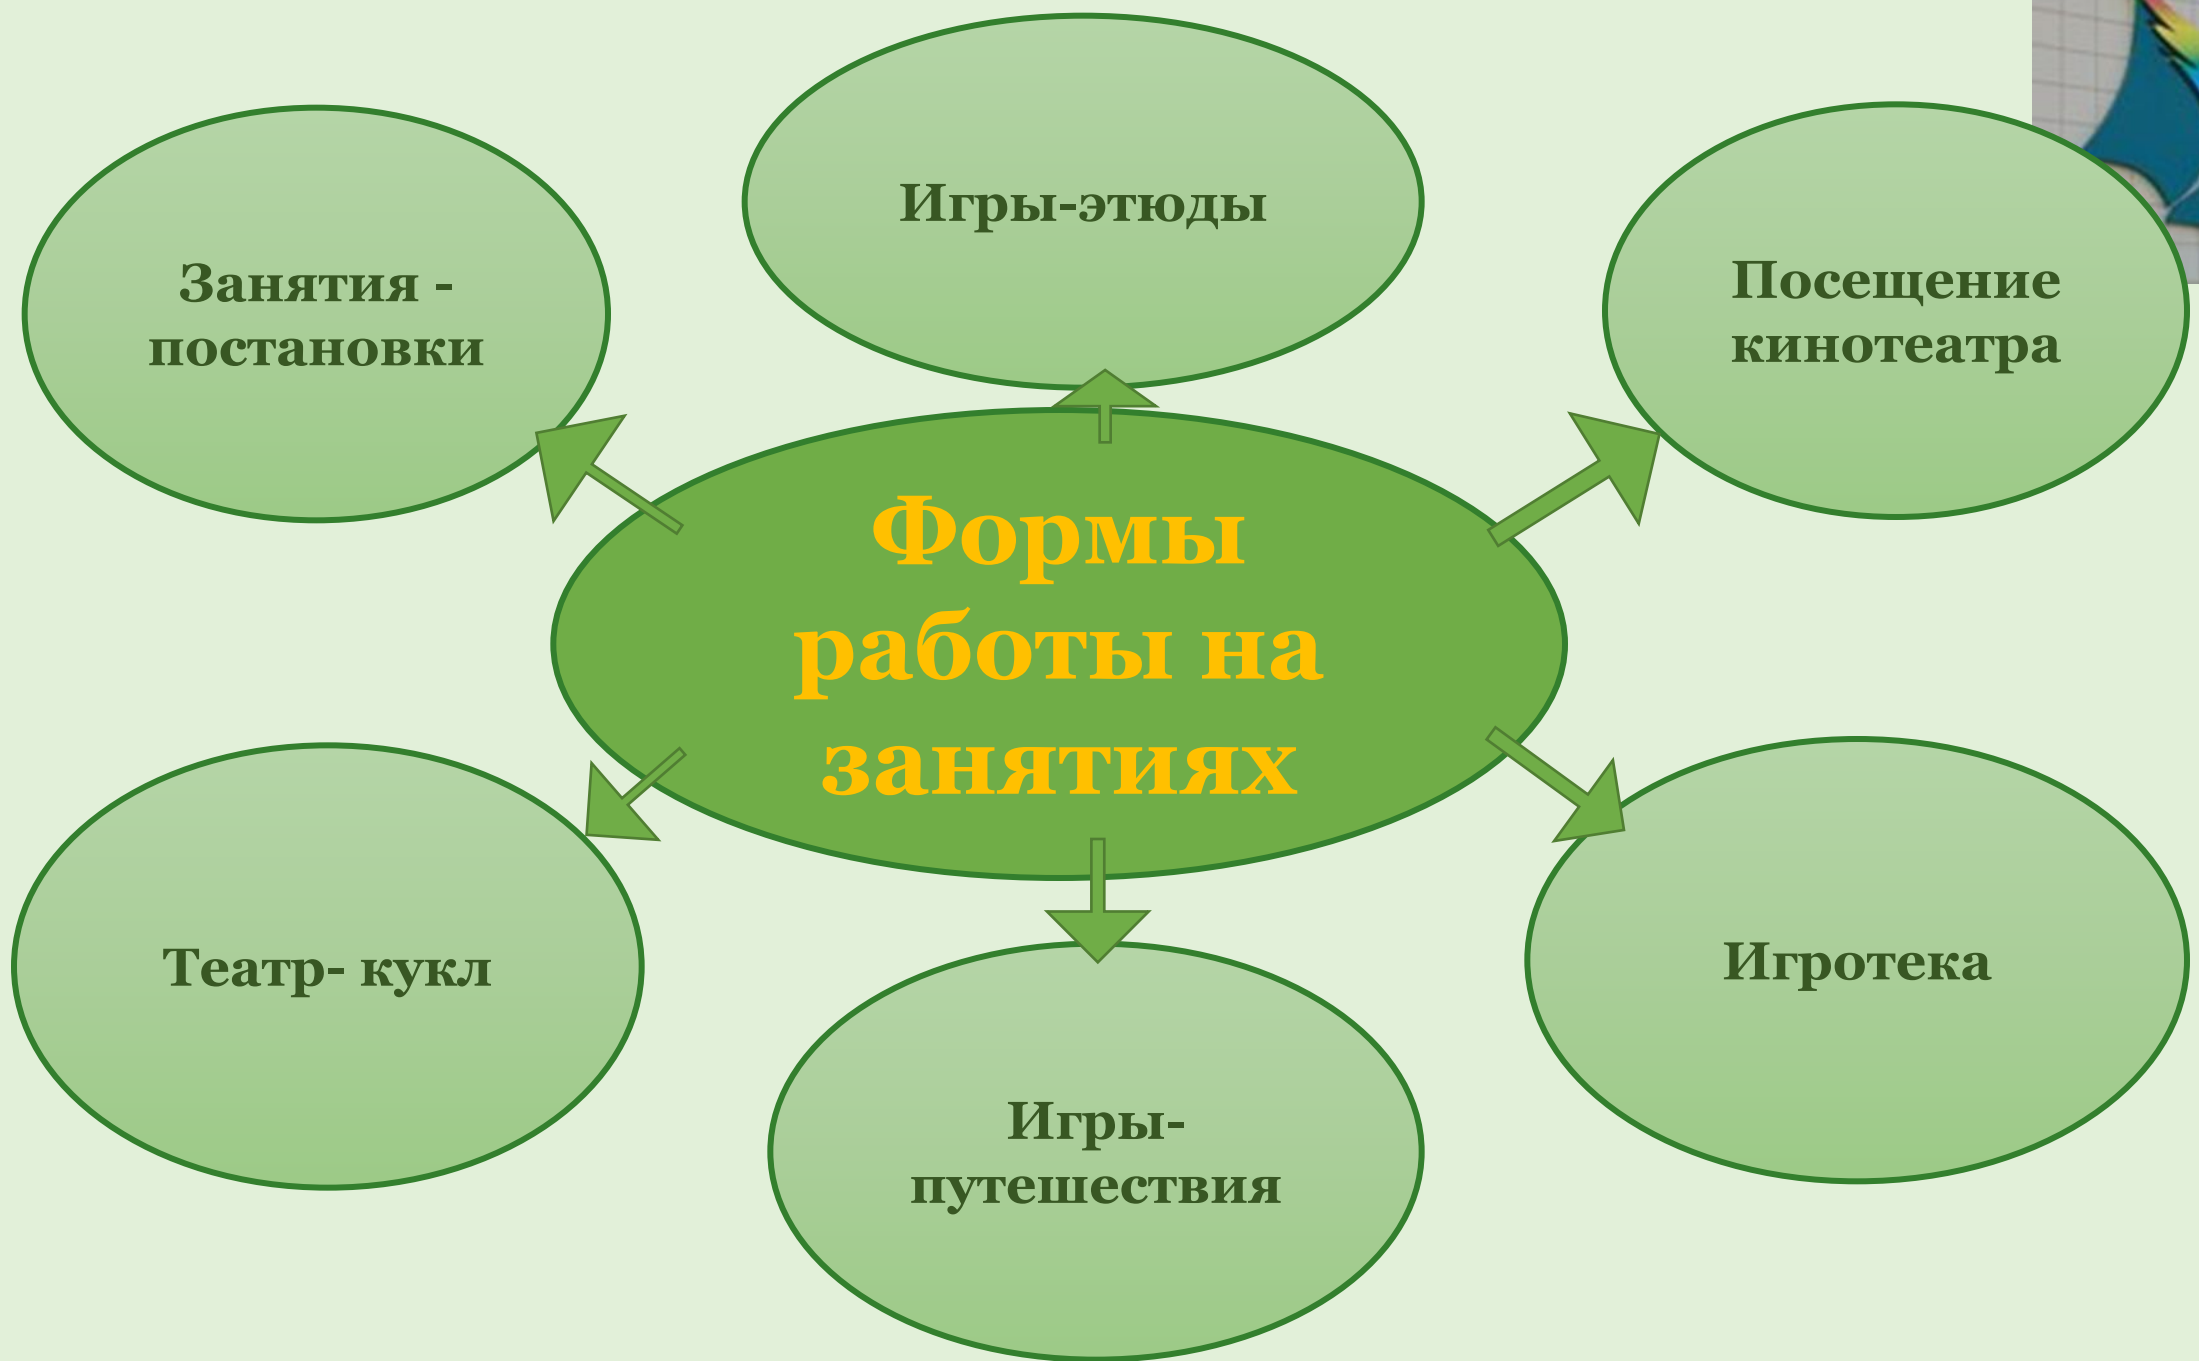 Игры-этюды
Занятия -
постановки
Посещение
кинотеатра
Формы
работы на
занятиях
Театр- кукл
Игротека
Игры-
путешествия